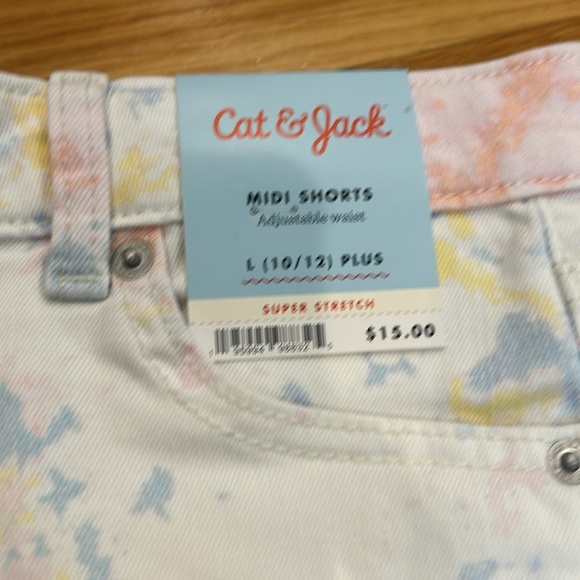 Cat & Jack
MIDI SHORTS
Adjustable waist
L (10/12) PLUS
SUPER STRETCH
$15.00